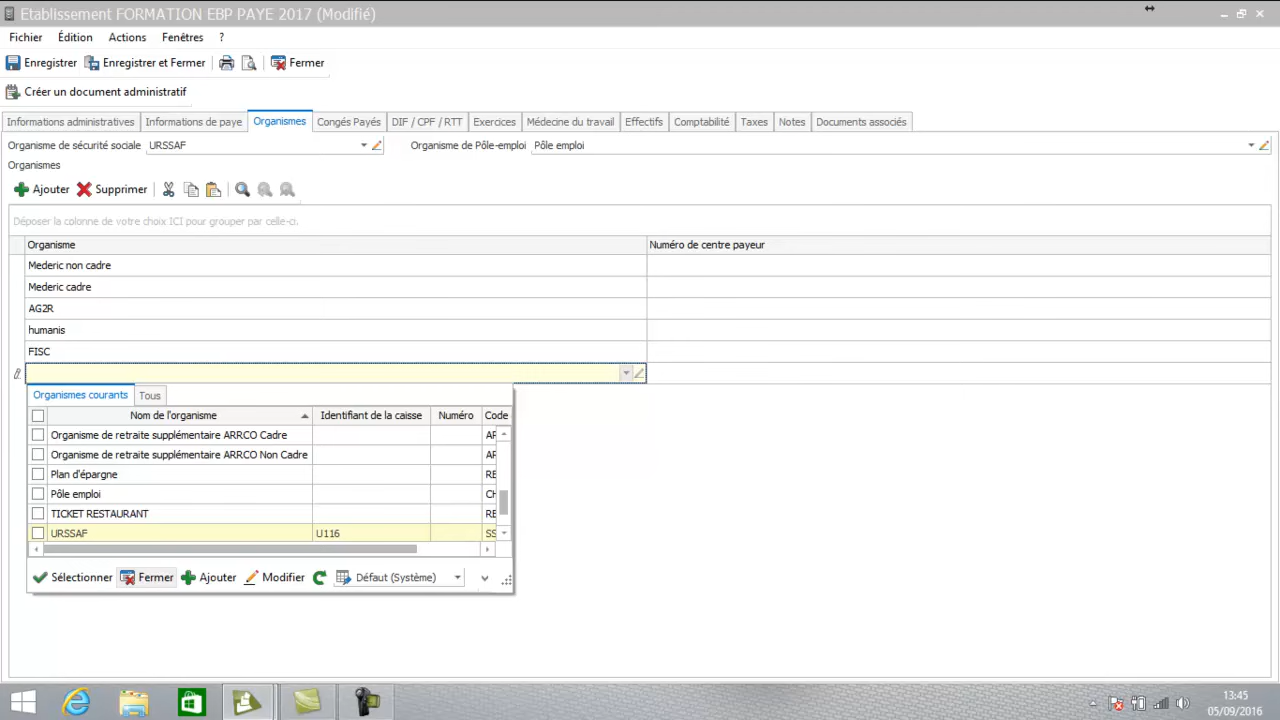 Etablissement FORMATION EBP PAYE 2017 (Modifié)
Fichier Édition Actions Fenêtres ?
Enregistrer Enregistrer et Fermer Fermer
Créer un document administratif
Informations administratives Informations de paye Organismes Congés Payés DIF / CPF / RTT Exercices Médecine du travail Effectifs Comptabilité Taxes Notes Documents associés
Organisme de sécurité sociale URSSAF Organisme de Pôle-emploi Pôle emploi
Organismes
Ajouter Supprimer
Déposer la colonne de votre choix ICI pour grouper par celle-ci.
Organisme Numéro de centre payeur
Mederic non cadre
Mederic cadre
AG2R
humanis
FISC
Organismes courants Tous
Nom de l'organisme Identifiant de la caisse Numéro Code
Organisme de retraite supplémentaire ARRCO Cadre AF
Organisme de retraite supplémentaire ARRCO Non Cadre AF
Plan d'épargne RE
Pôle emploi CH
TICKET RESTAURANT RE
URSSAF U116 SS
Sélectionner Fermer Ajouter Modifier Défaut (Système)
13:45
05/09/2016